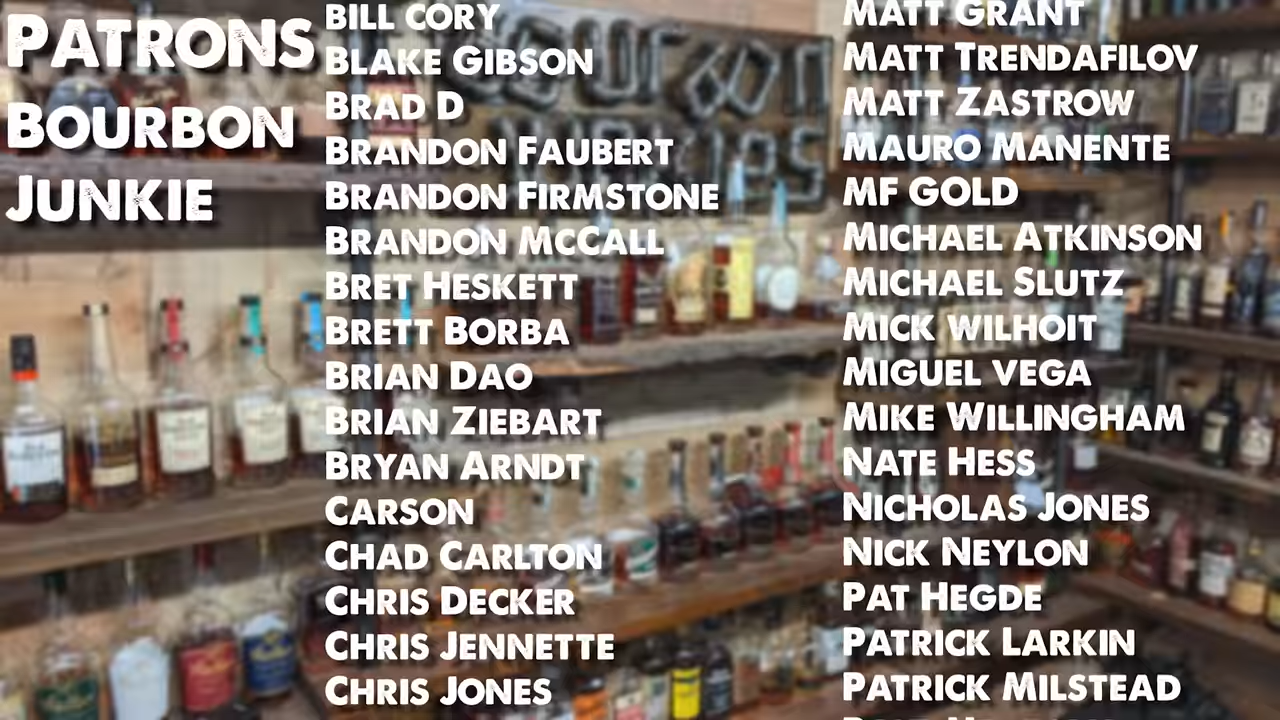 PATRONS
BOURBON
JUNKIE
BILL CORY
BLAKE GIBSON
BRAD D
BRANDON FAUBERT
BRANDON FIRMSTONE
BRANDON MCCALL
BRET HESKETT
BRETT BORBA
BRIAN DAO
BRIAN ZIEBART
BRYAN ARNDT
CARSON
CHAD CARLTON
CHRIS DECKER
CHRIS JENNETTE
CHRIS JONES
MATT GRANT
MATT TRENDAFILOV
MATT ZASTROW
MAURO MANENTE
MF GOLD
MICHAEL ATKINSON
MICHAEL SLUTZ
MICK WILHOIT
MIGUEL VEGA
MIKE WILLINGHAM
NATE HESS
NICHOLAS JONES
NICK NEYLON
PAT HEGDE
PATRICK LARKIN
PATRICK MILSTEAD